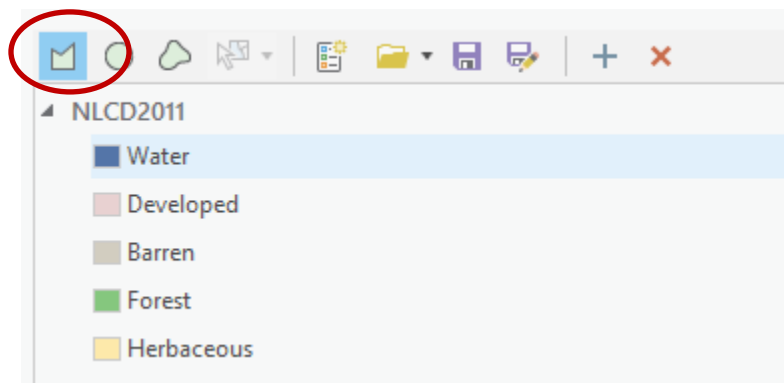 NLCD2011
Water
Developed
Barren
Forest
Herbaceous